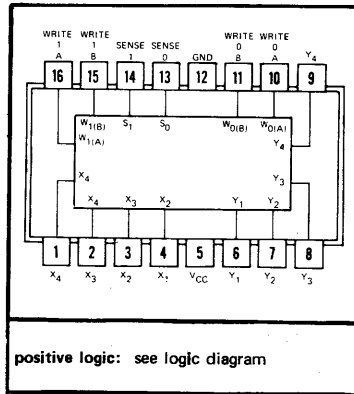 WRITE WRITE WRITE WRITE
1 1 SENSE SENSE 0 0
A B 1 0 GND B A Y4
16 15 14 13 12 11 10 9
W1(B) S1 S0 W0(B) W0(A)
W1(A) Y4
X4 Y3
X4 X3 X2 Y1 Y2
1 2 3 4 5 6 7 8
X4 X3 X2 X1 VCC Y1 Y2 Y3
positive logic: see logic diagram